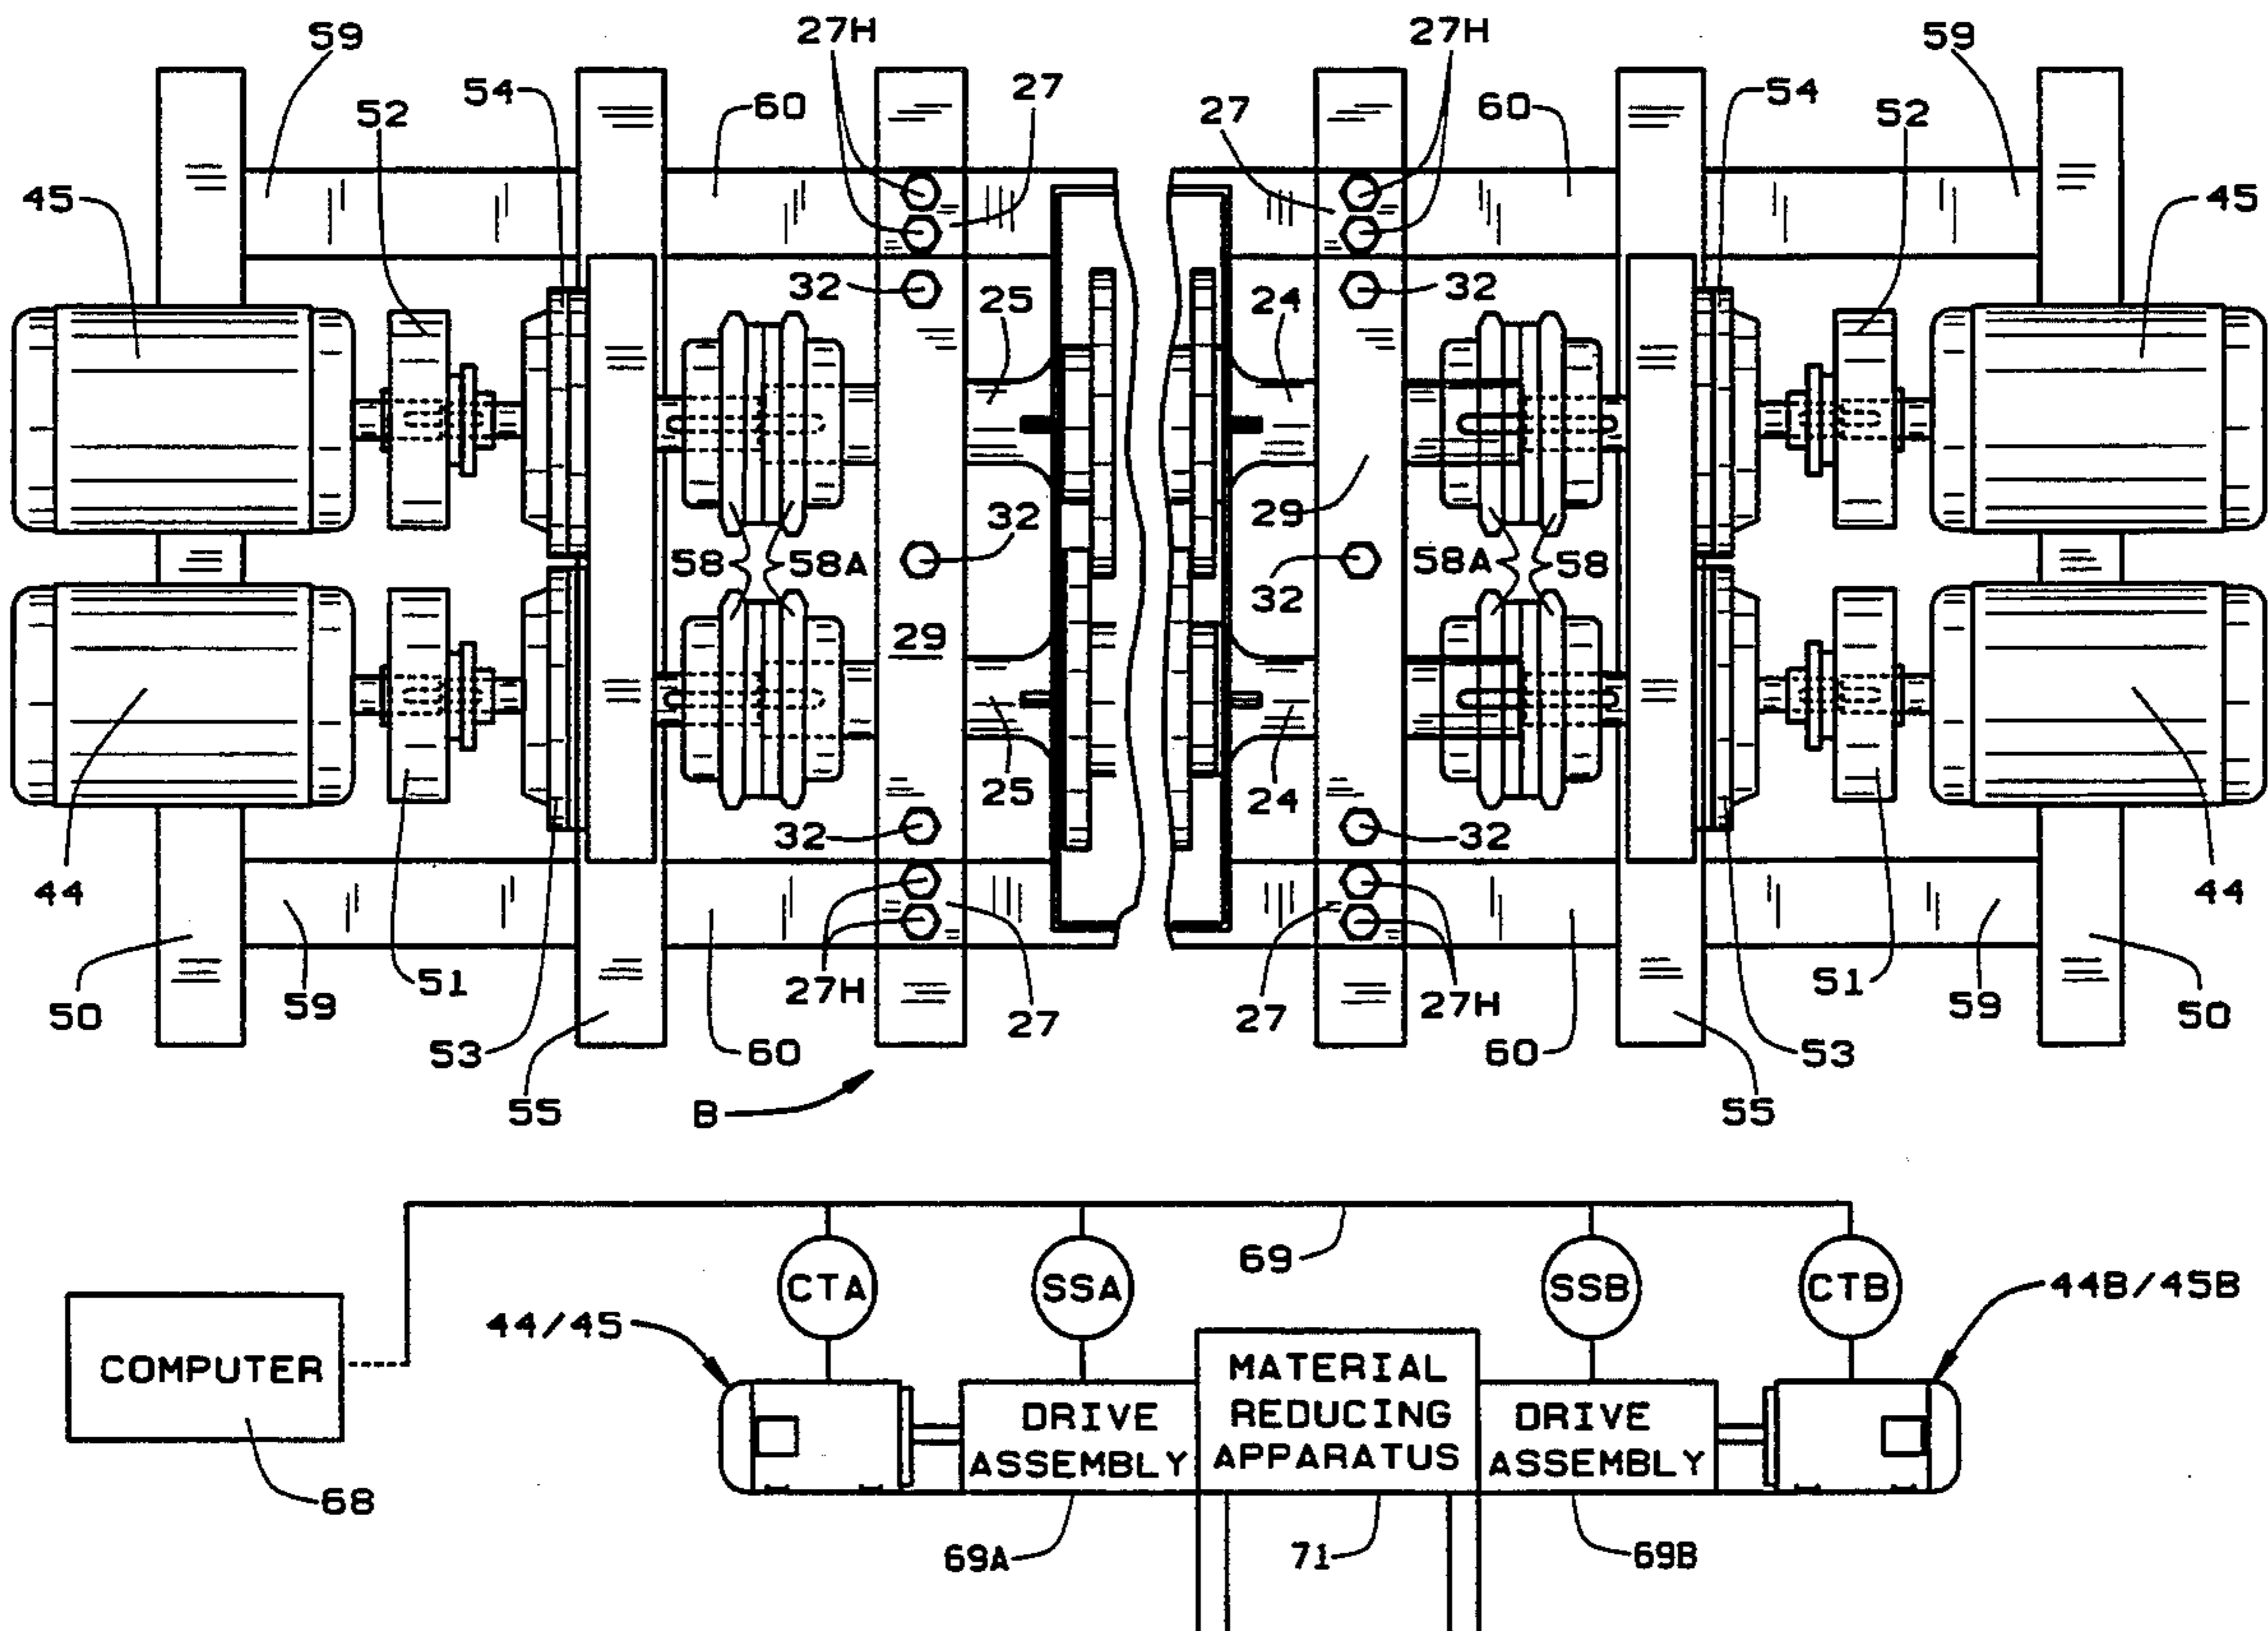 59 27H 27H 59
54 60 27 27 60 54
52 52
45 45
32 25 24 32
32 29
58 58A 32 58A 58
29
25 24
32 32
44 44
59 51 27H 27 27 27H 51 59
50 50
53 60 60 53
55 B 55
69
CTA SSA SSB CTB
44/45 44B/45B
COMPUTER
MATERIAL
REDUCING
APPARATUS
DRIVE
ASSEMBLY
DRIVE
ASSEMBLY
68
69A 71 69B